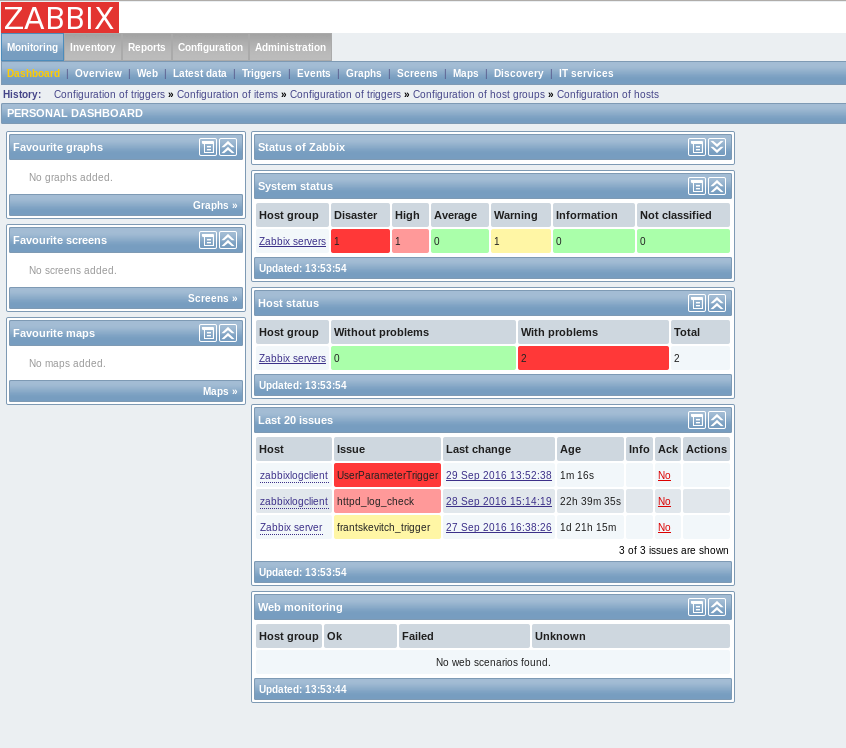 ZABBIX
Monitoring Inventory Reports Configuration Administration
Dashboard | Overview | Web | Latest data | Triggers | Events | Graphs | Screens | Maps | Discovery | IT services
History: Configuration of triggers » Configuration of items » Configuration of triggers » Configuration of host groups » Configuration of hosts
PERSONAL DASHBOARD
Favourite graphs
No graphs added.
Graphs »
Favourite screens
No screens added.
Screens »
Favourite maps
No maps added.
Maps »
Status of Zabbix
System status
Host group Disaster High Average Warning Information Not classified
Zabbix servers 1 1 0 1 0 0
Updated: 13:53:54
Host status
Host group Without problems With problems Total
Zabbix servers 0 2 2
Updated: 13:53:54
Last 20 issues
Host Issue Last change Age Info Ack Actions
zabbixlogclient UserParameterTrigger 29 Sep 2016 13:52:38 1m 16s No
zabbixlogclient httpd_log_check 28 Sep 2016 15:14:19 22h 39m 35s No
Zabbix server frantskevitch_trigger 27 Sep 2016 16:38:26 1d 21h 15m No
3 of 3 issues are shown
Updated: 13:53:54
Web monitoring
Host group Ok Failed Unknown
No web scenarios found.
Updated: 13:53:44